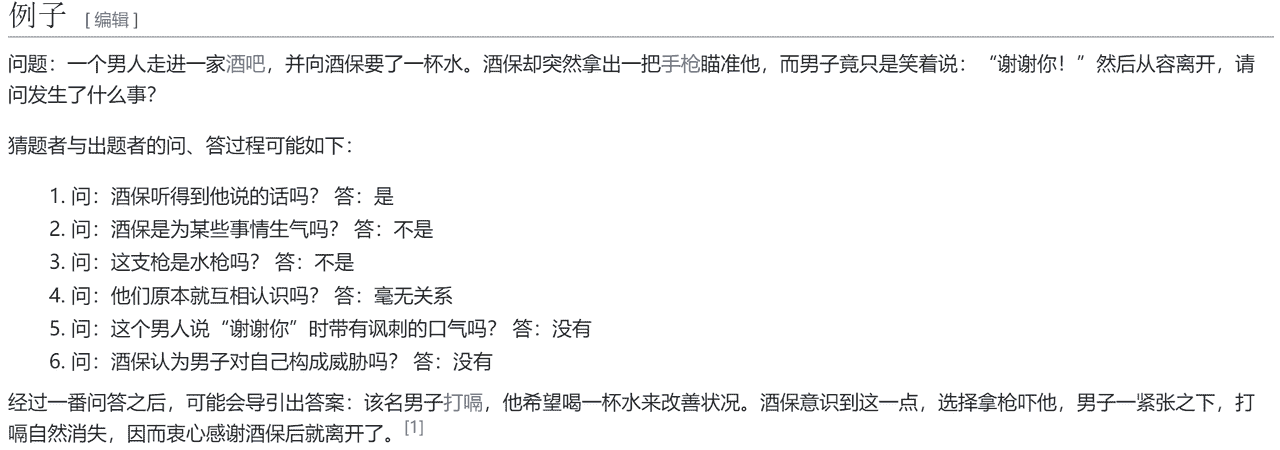 例子 [编辑]
问题：一个男人走进一家酒吧，并向酒保要了一杯水。酒保却突然拿出一把手枪瞄准他，而男子竟只是笑着说：“谢谢你！”然后从容离开，请
问发生了什么事？
猜题者与出题者的问、答过程可能如下：
1. 问：酒保听得到他说的话吗？ 答：是
2. 问：酒保是为某些事情生气吗？ 答：不是
3. 问：这支枪是水枪吗？ 答：不是
4. 问：他们原本就互相认识吗？ 答：毫无关系
5. 问：这个男人说“谢谢你”时带有讽刺的口气吗？ 答：没有
6. 问：酒保认为男子对自己构成威胁吗？ 答：没有
经过一番问答之后，可能会导引出答案：该名男子打嗝，他希望喝一杯水来改善状况。酒保意识到这一点，选择拿枪吓他，男子一紧张之下，打
嗝自然消失，因而衷心感谢酒保后就离开了。[1]